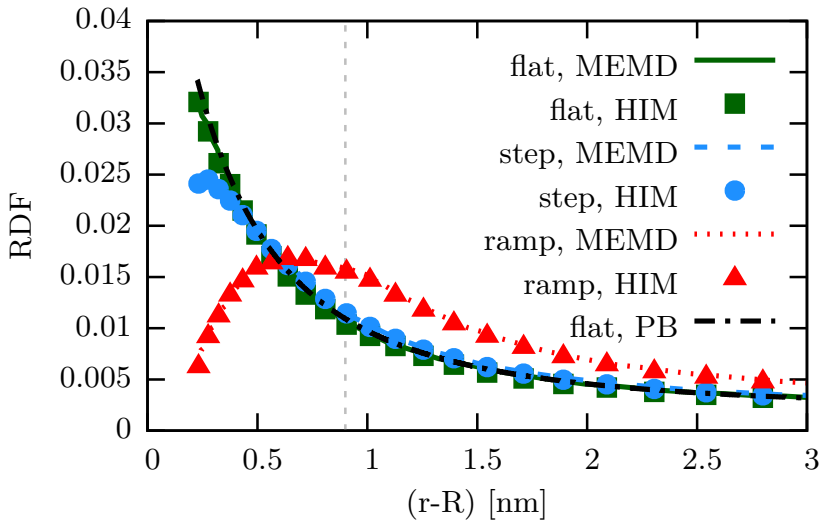 0.04
0.035
0.03
0.025
0.02
0.015
0.01
0.005
0
RDF
flat, MEMD
flat, HIM
step, MEMD
step, HIM
ramp, MEMD
ramp, HIM
flat, PB
0 0.5 1 1.5 2 2.5 3
(r-R) [nm]